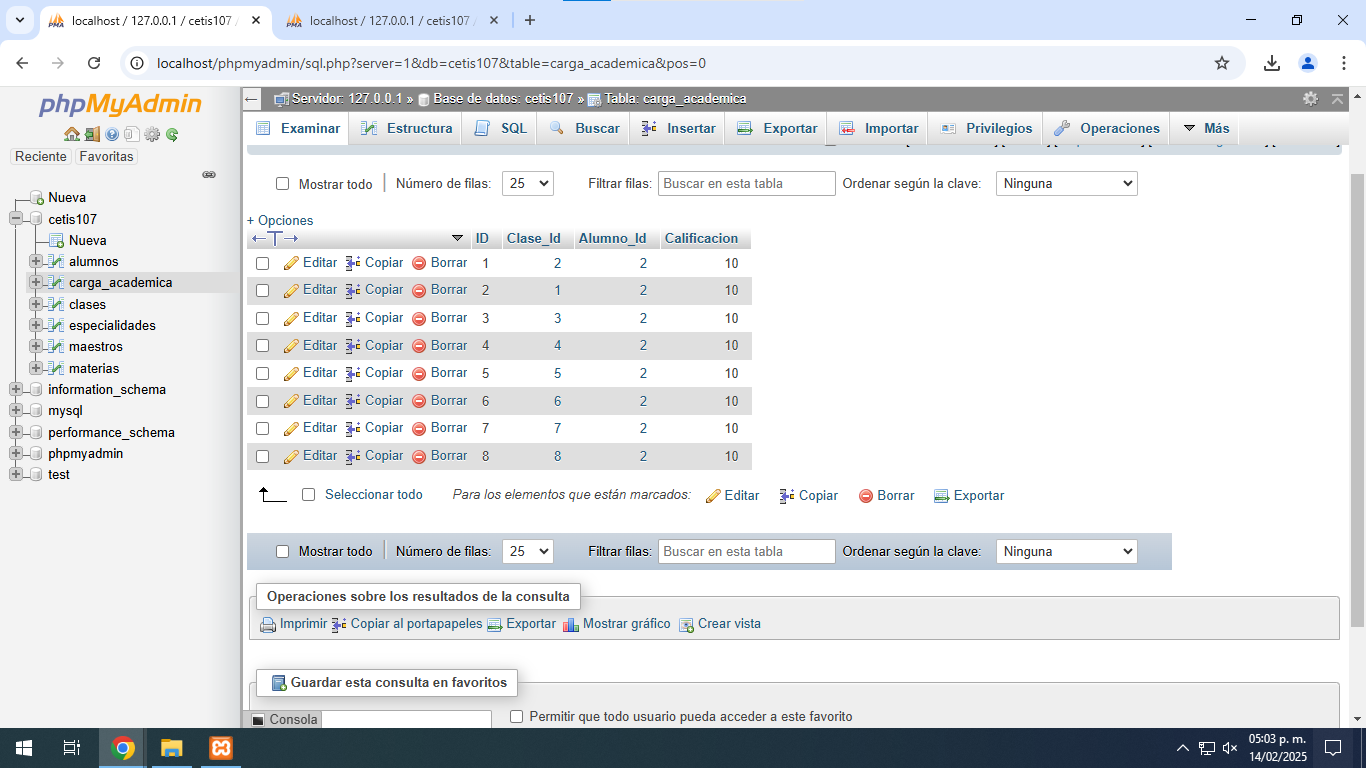 localhost / 127.0.0.1 / cetis107
localhost / 127.0.0.1 / cetis107
localhost/phpmyadmin/sql.php?server=1&db=cetis107&table=carga_academica&pos=0
phpMyAdmin
Reciente Favoritas
Nueva
cetis107
Nueva
alumnos
carga_academica
clases
especialidades
maestros
materias
information_schema
mysql
performance_schema
phpmyadmin
test
Servidor: 127.0.0.1 » Base de datos: cetis107 » Tabla: carga_academica
Examinar Estructura SQL Buscar Insertar Exportar Importar Privilegios Operaciones Más
Mostrar todo Número de filas: 25 Filtrar filas: Buscar en esta tabla Ordenar según la clave: Ninguna
+ Opciones
←T→ ID Clase_Id Alumno_Id Calificacion
Editar Copiar Borrar 1 2 2 10
Editar Copiar Borrar 2 1 2 10
Editar Copiar Borrar 3 3 2 10
Editar Copiar Borrar 4 4 2 10
Editar Copiar Borrar 5 5 2 10
Editar Copiar Borrar 6 6 2 10
Editar Copiar Borrar 7 7 2 10
Editar Copiar Borrar 8 8 2 10
Seleccionar todo Para los elementos que están marcados: Editar Copiar Borrar Exportar
Mostrar todo Número de filas: 25 Filtrar filas: Buscar en esta tabla Ordenar según la clave: Ninguna
Operaciones sobre los resultados de la consulta
Imprimir Copiar al portapapeles Exportar Mostrar gráfico Crear vista
Guardar esta consulta en favoritos
Consola Permitir que todo usuario pueda acceder a este favorito
05:03 p. m.
14/02/2025